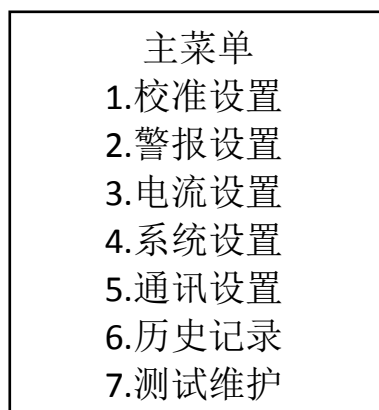 主菜单
1.校准设置
2.警报设置
3.电流设置
4.系统设置
5.通讯设置
6.历史记录
7.测试维护